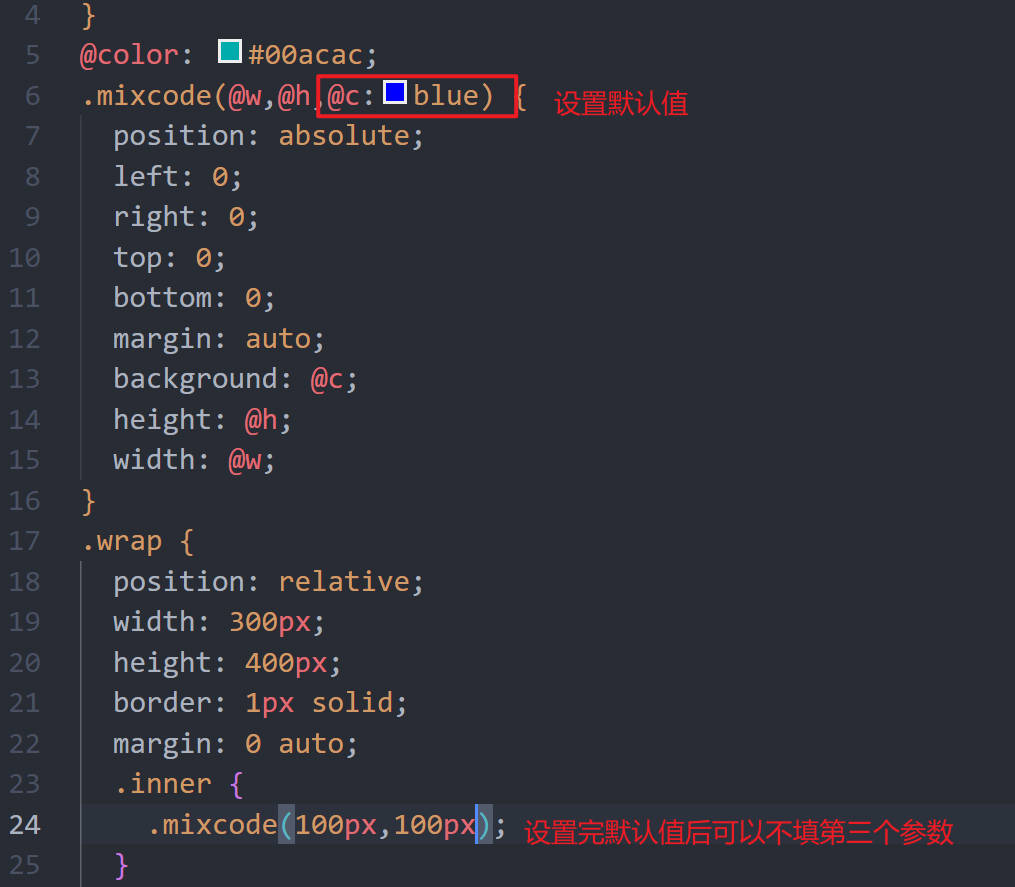 4 }
5 @color: #00acac;
6 .mixcode(@w,@h,@c:blue) { 设置默认值
7 position: absolute;
8 left: 0;
9 right: 0;
10 top: 0;
11 bottom: 0;
12 margin: auto;
13 background: @c;
14 height: @h;
15 width: @w;
16 }
17 .wrap {
18 position: relative;
19 width: 300px;
20 height: 400px;
21 border: 1px solid;
22 margin: 0 auto;
23 .inner {
24 .mixcode(100px,100px); 设置完默认值后可以不填第三个参数
25 }